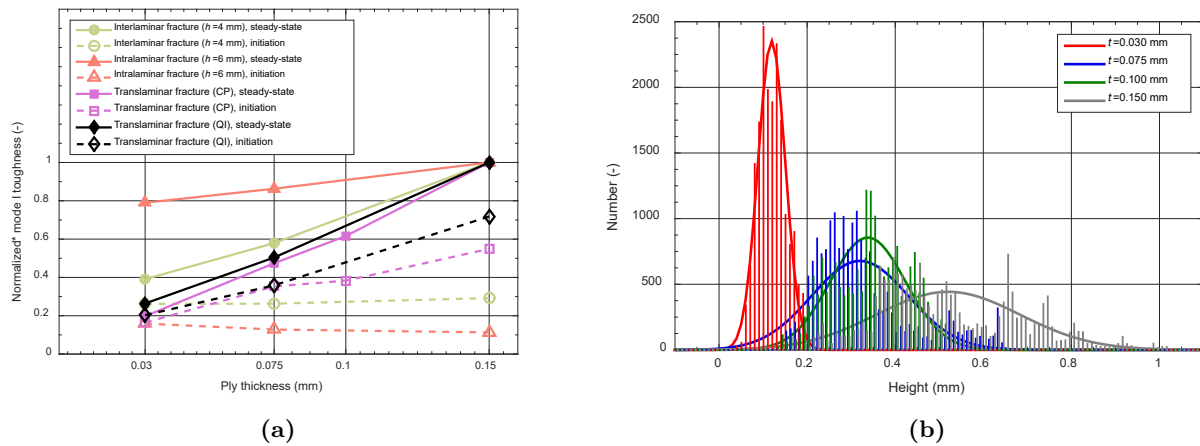 Interlaminar fracture (h=4 mm), steady-state
Interlaminar fracture (h=4 mm), initiation
Intralaminar fracture (h=6 mm), steady-state
Intralaminar fracture (h=6 mm), initiation
Translaminar fracture (CP), steady-state
Translaminar fracture (CP), initiation
Translaminar fracture (QI), steady-state
Translaminar fracture (QI), initiation
Normalized* mode I toughness (-)
1
0.8
0.6
0.4
0.2
0
0.03
0.075
0.1
0.15
Ply thickness (mm)
(a)
t=0.030 mm
t=0.075 mm
t=0.100 mm
t=0.150 mm
Number (-)
2500
2000
1500
1000
500
0
0
0.2
0.4
0.6
0.8
1
Height (mm)
(b)